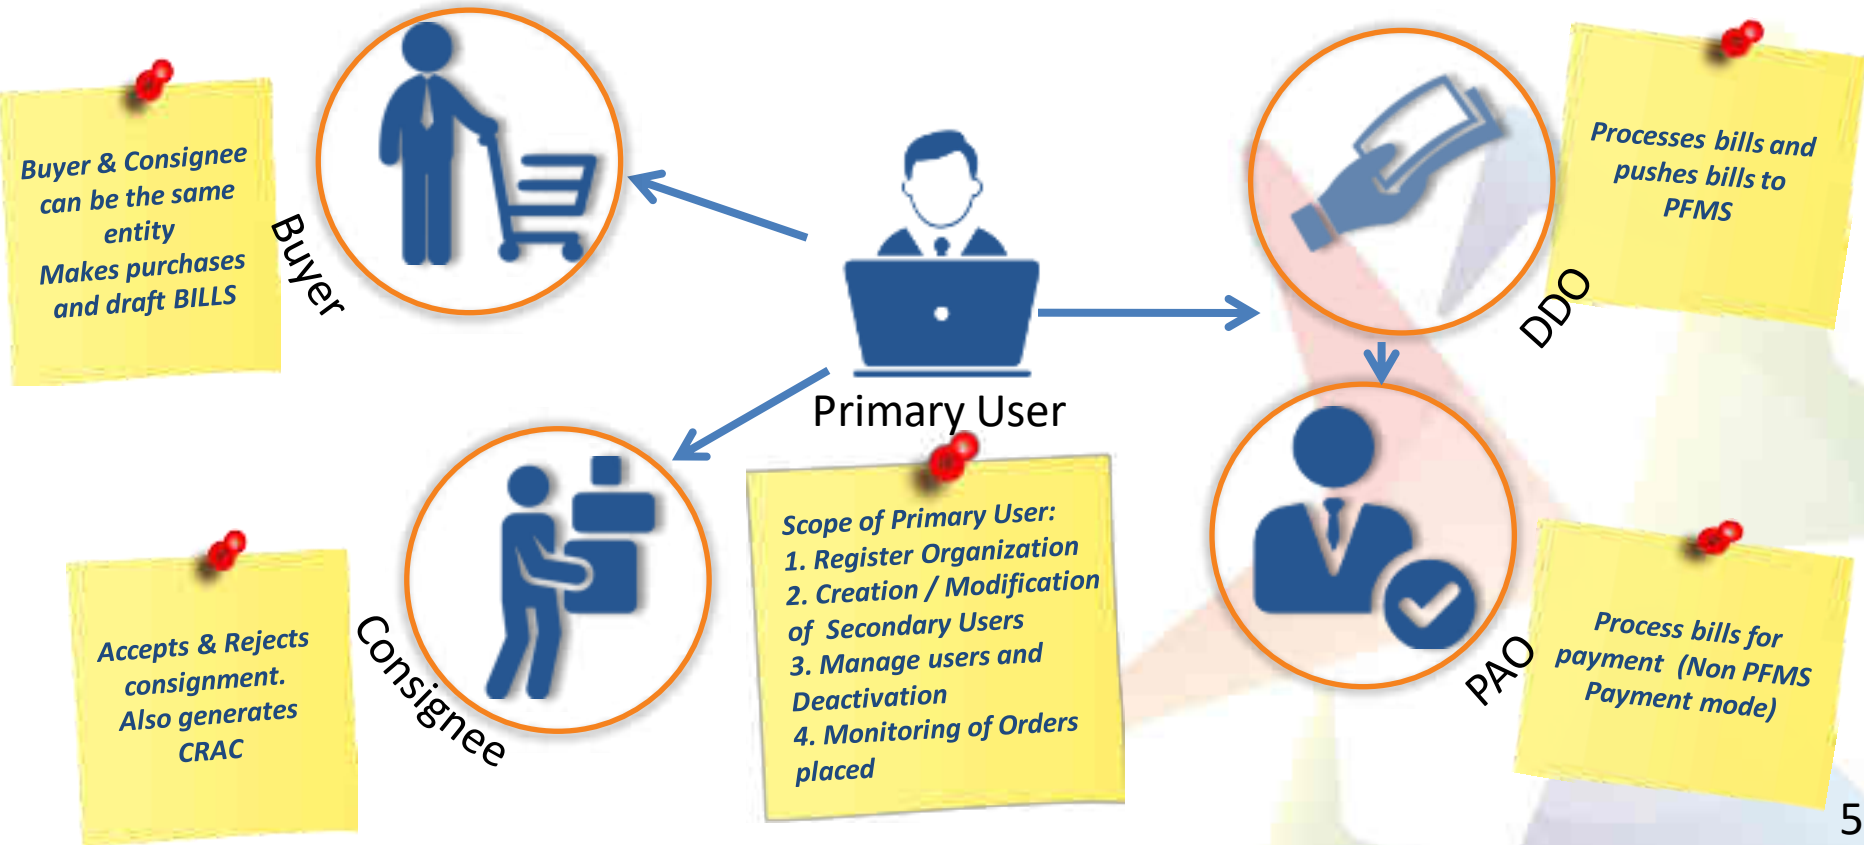 Buyer & Consignee
can be the same
entity
Makes purchases
and draft BILLS
Buyer
Processes bills and
pushes bills to
PFMS
DDO
Primary User
Scope of Primary User:
1. Register Organization
2. Creation / Modification
of Secondary Users
3. Manage users and
Deactivation
4. Monitoring of Orders
placed
Accepts & Rejects
consignment.
Also generates
CRAC
Consignee
PAO
Process bills for
payment (Non PFMS
Payment mode)
5